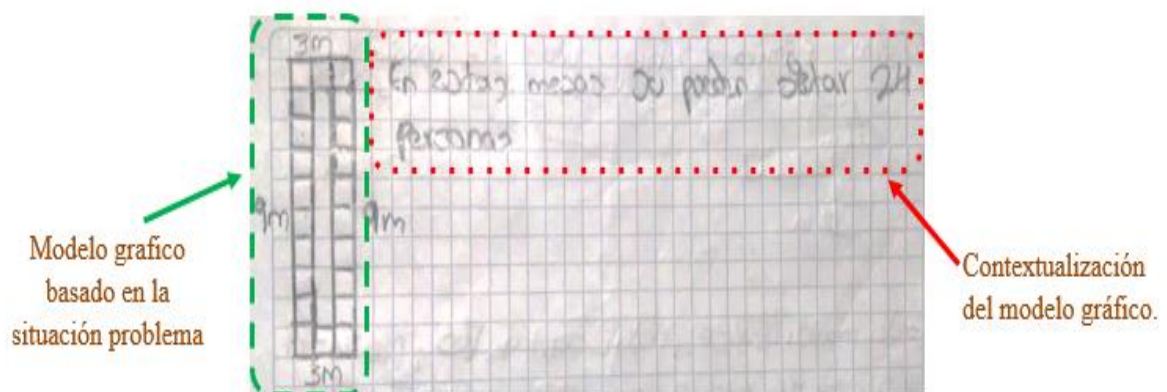 3m
En estas mesas se pueden sentar 24
personas
9m
9m
3m
Modelo grafico
basado en la
situación problema
Contextualización
del modelo gráfico.